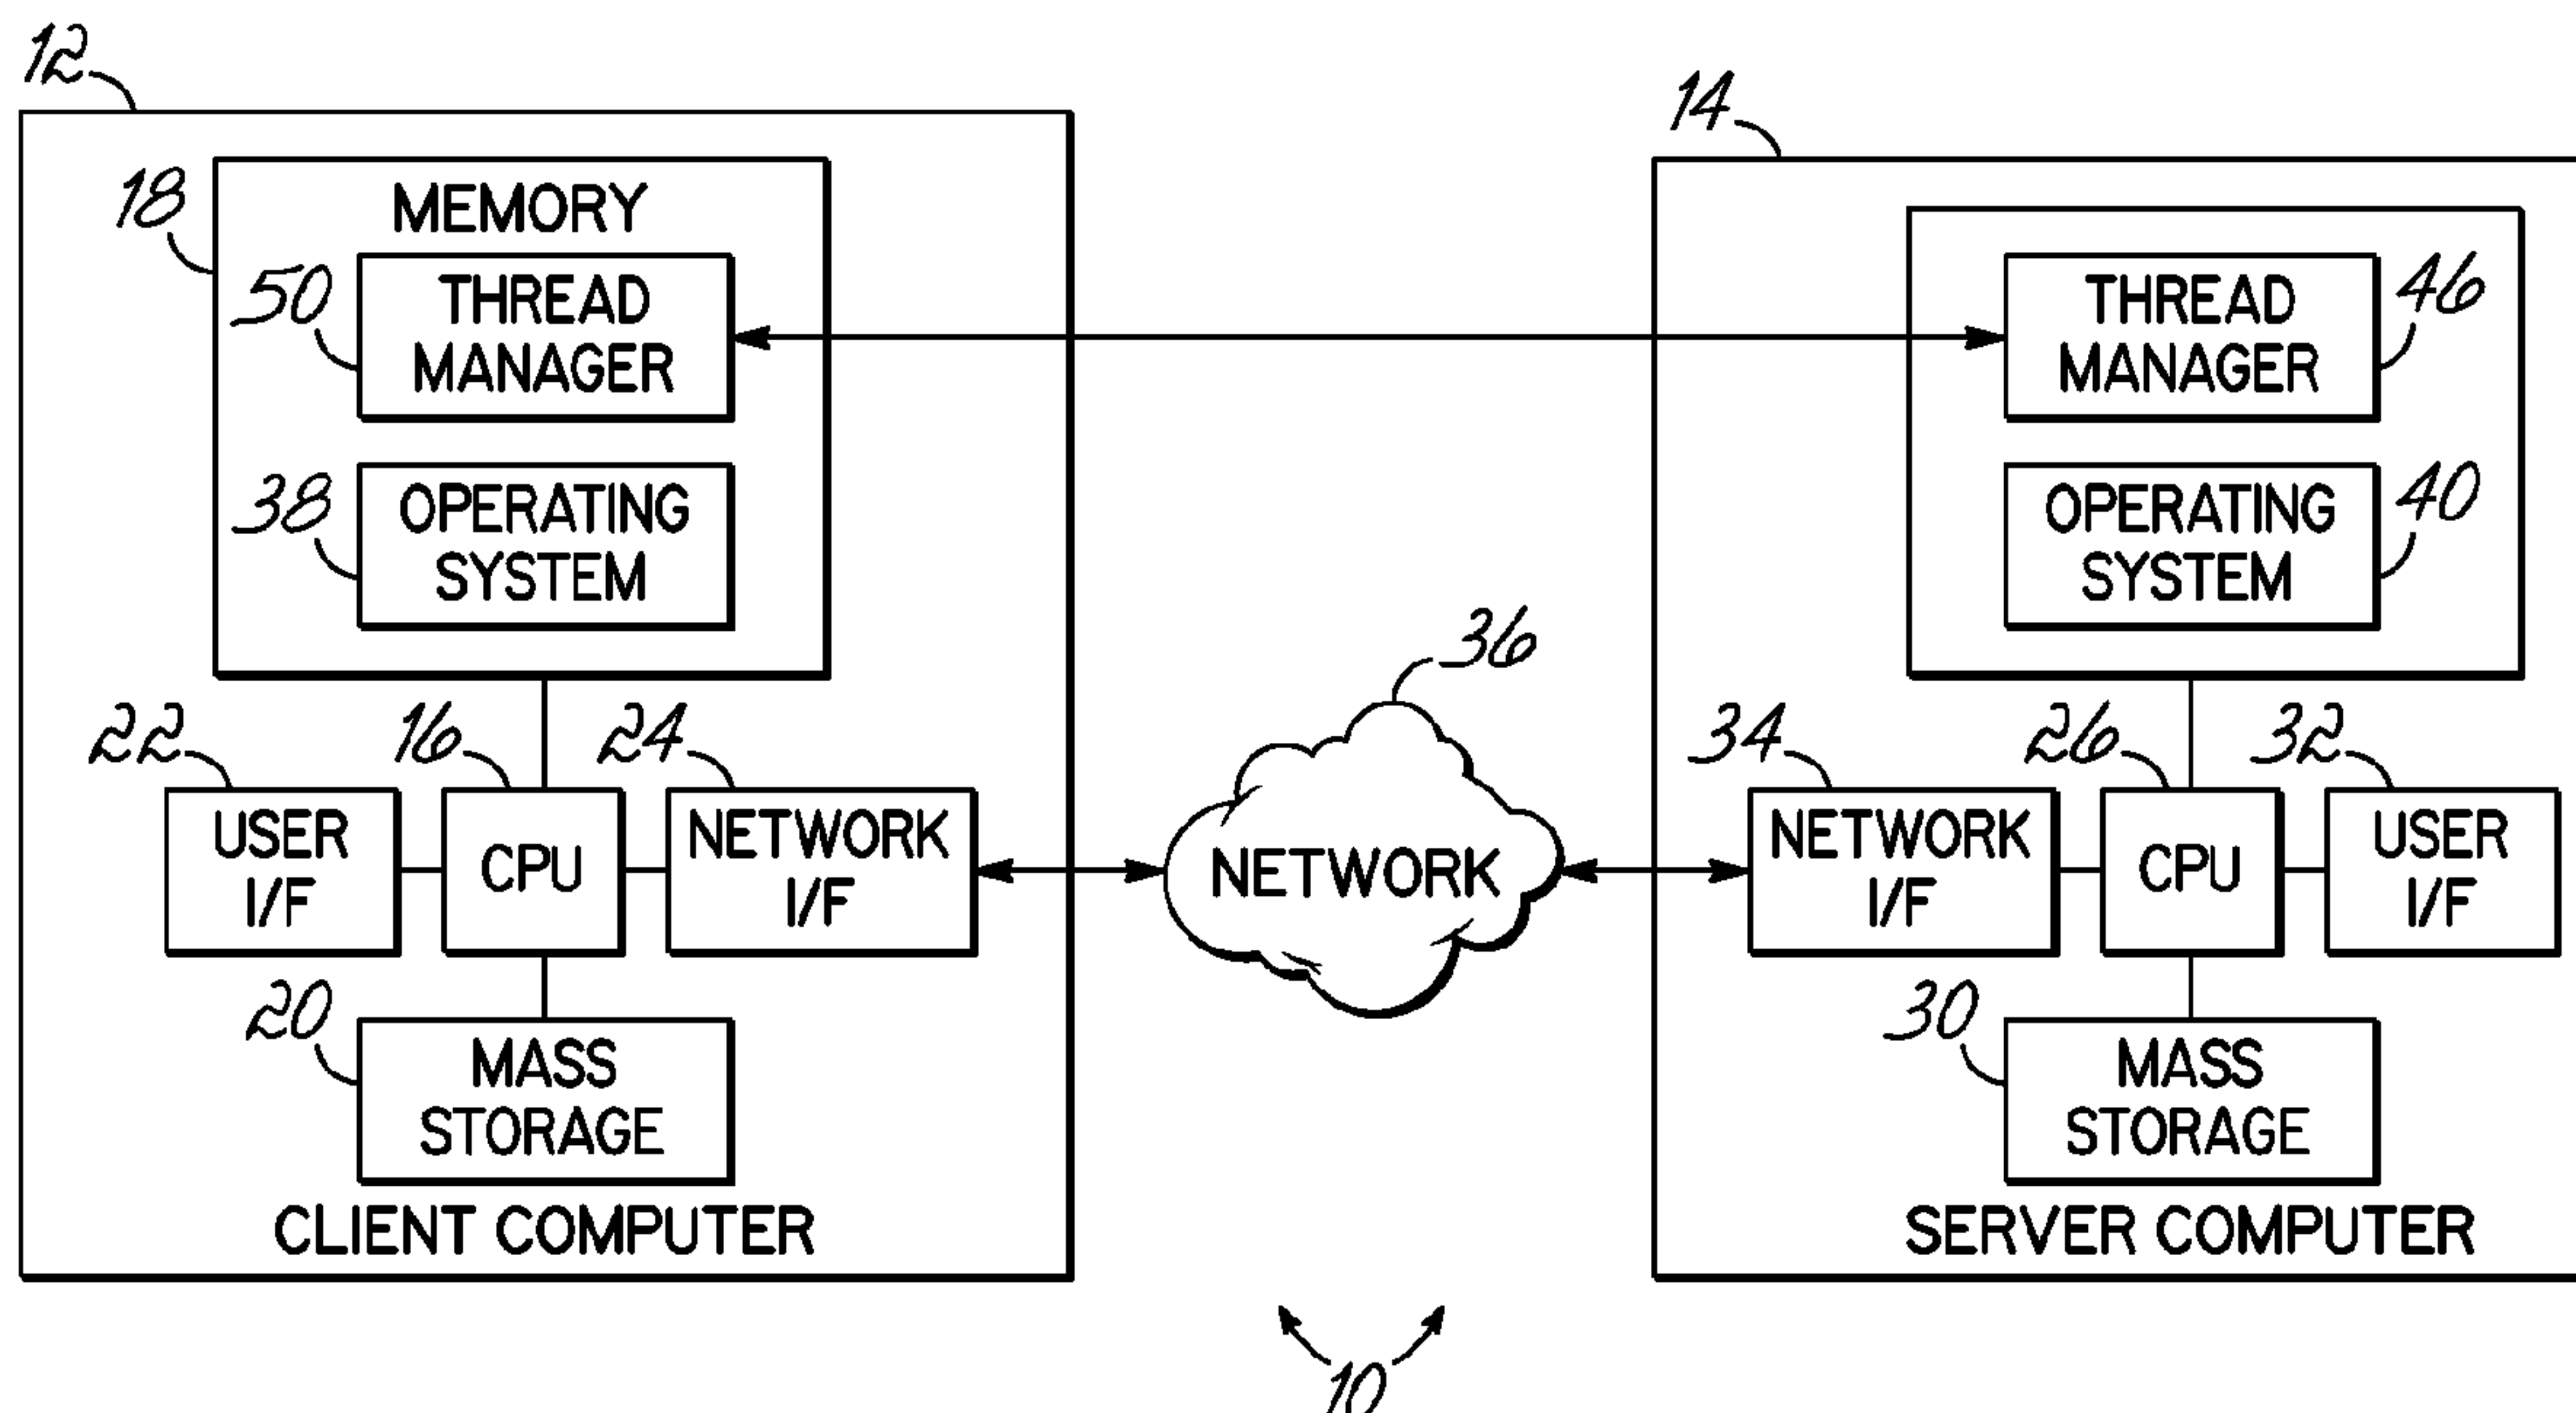 12
14
18
MEMORY
50
THREAD
MANAGER
THREAD
MANAGER
46
38
OPERATING
SYSTEM
OPERATING
SYSTEM
40
36
22
16
24
34
26
32
USER
I/F
CPU
NETWORK
I/F
NETWORK
NETWORK
I/F
CPU
USER
I/F
20
MASS
STORAGE
30
MASS
STORAGE
CLIENT COMPUTER
SERVER COMPUTER
10